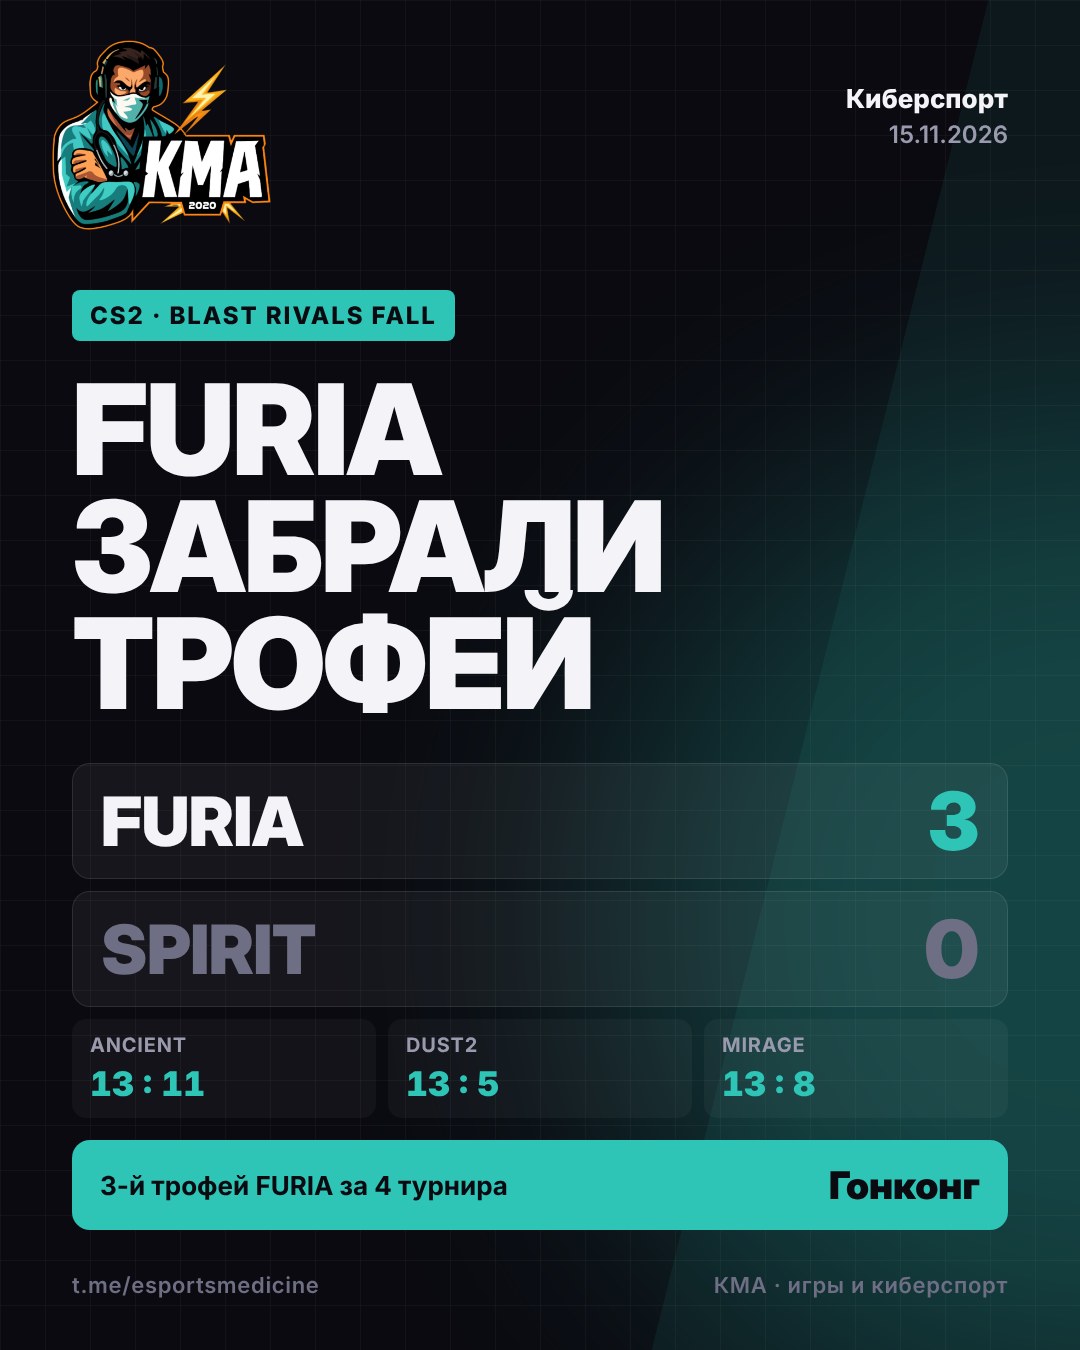 KMA
2020
Киберспорт
15.11.2026
CS2 · BLAST RIVALS FALL
FURIA
ЗАБРАЛИ
ТРОФЕЙ
FURIA 3
SPIRIT 0
ANCIENT DUST2 MIRAGE
13 : 11 13 : 5 13 : 8
3-й трофей FURIA за 4 турнира Гонконг
t.me/esportsmedicine КМА · игры и киберспорт